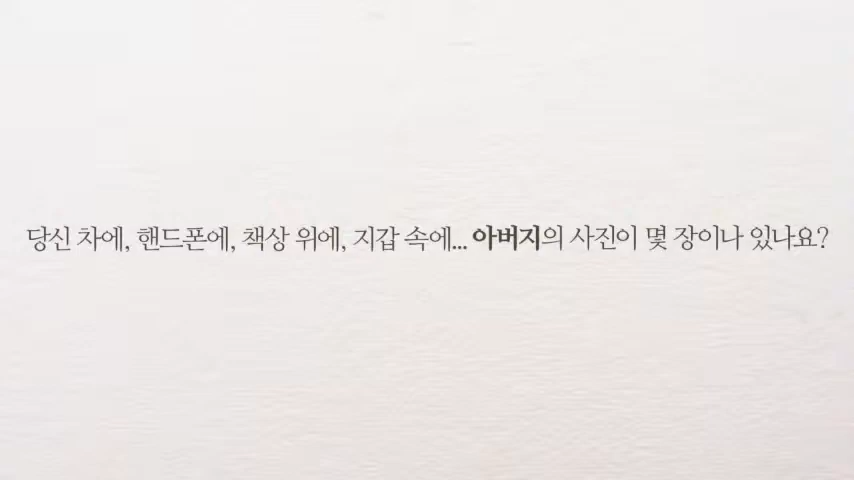 당신 차에, 핸드폰에, 책상 위에, 지갑 속에... 아버지의 사진이 몇 장이나 있나요?